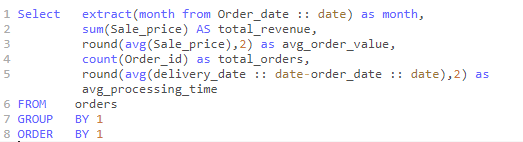 1 Select   extract(month from Order_date :: date) as month,
2          sum(Sale_price) AS total_revenue,
3          round(avg(Sale_price),2) as avg_order_value,
4          count(Order_id) as total_orders,
5          round(avg(delivery_date :: date-order_date :: date),2) as
           avg_processing_time
6 FROM     orders
7 GROUP    BY 1
8 ORDER    BY 1